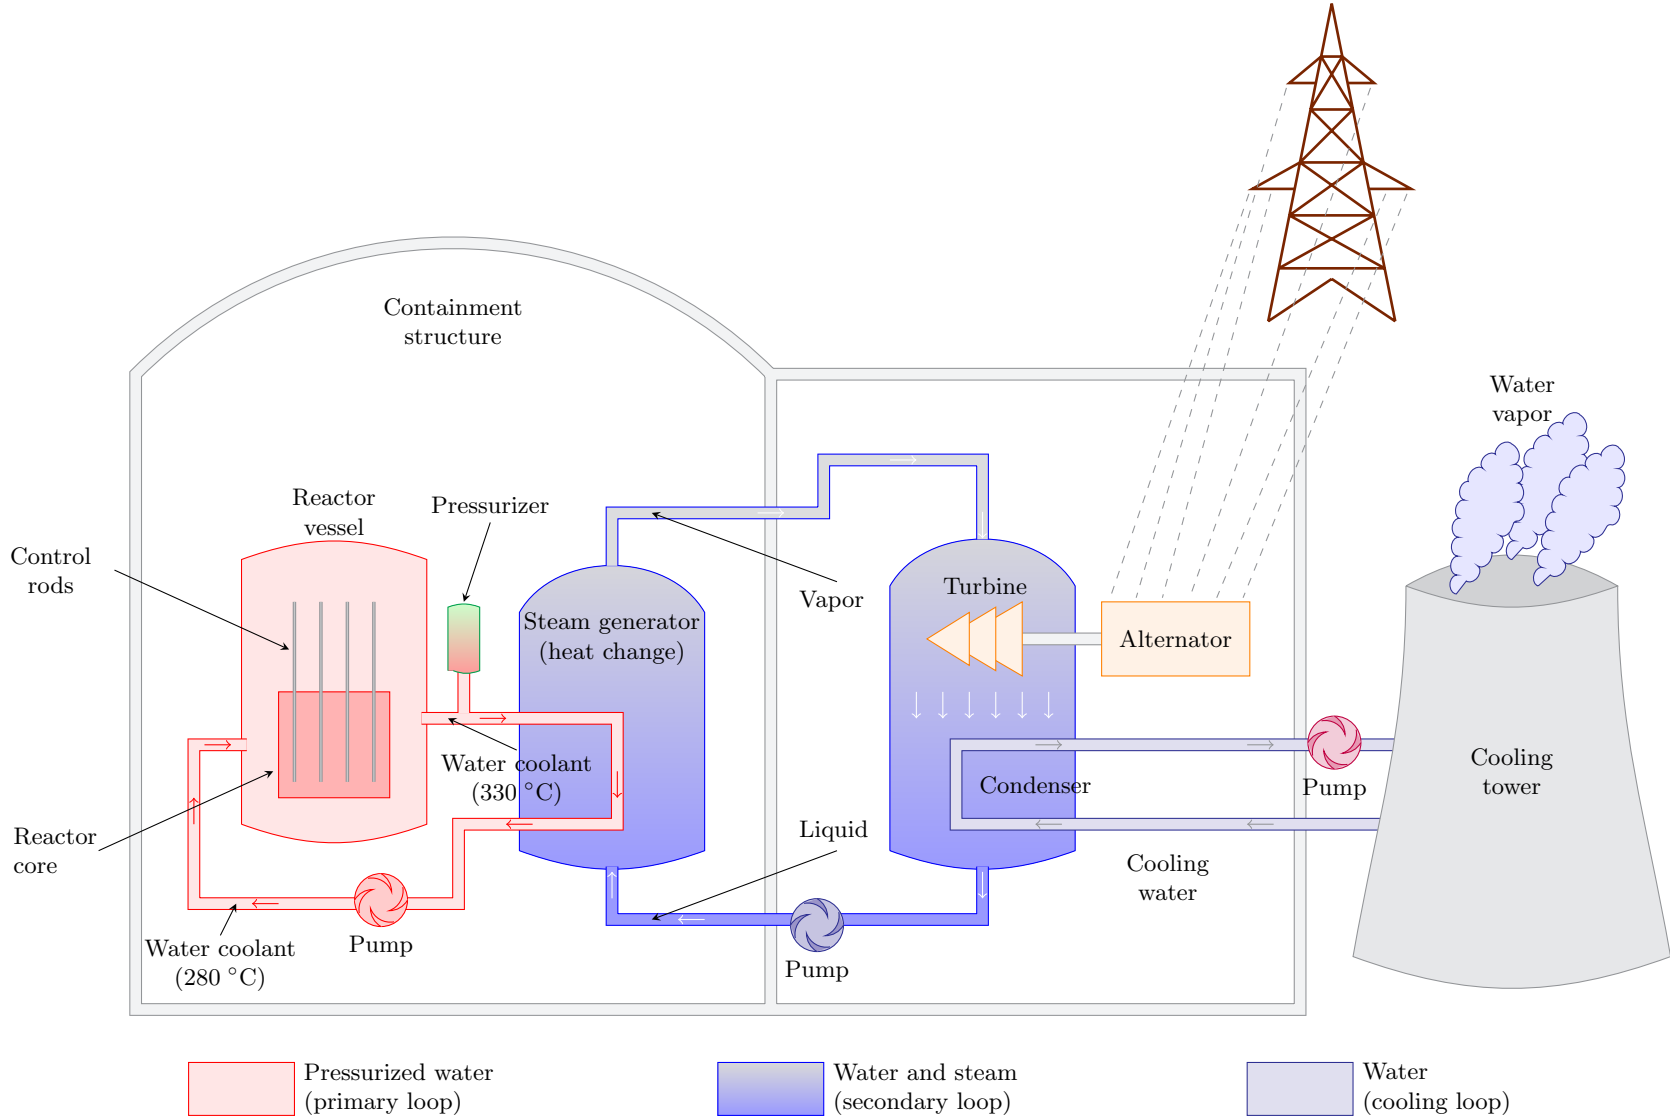 Containment
structure
Water
vapor
Reactor
vessel
Pressurizer
Control
rods
Steam generator
(heat change)
Vapor
Turbine
Alternator
Water coolant
(330 °C)
Condenser
Pump
Cooling
tower
Reactor
core
Liquid
Cooling
water
Water coolant
(280 °C)
Pump
Pump
Pressurized water
(primary loop)
Water and steam
(secondary loop)
Water
(cooling loop)